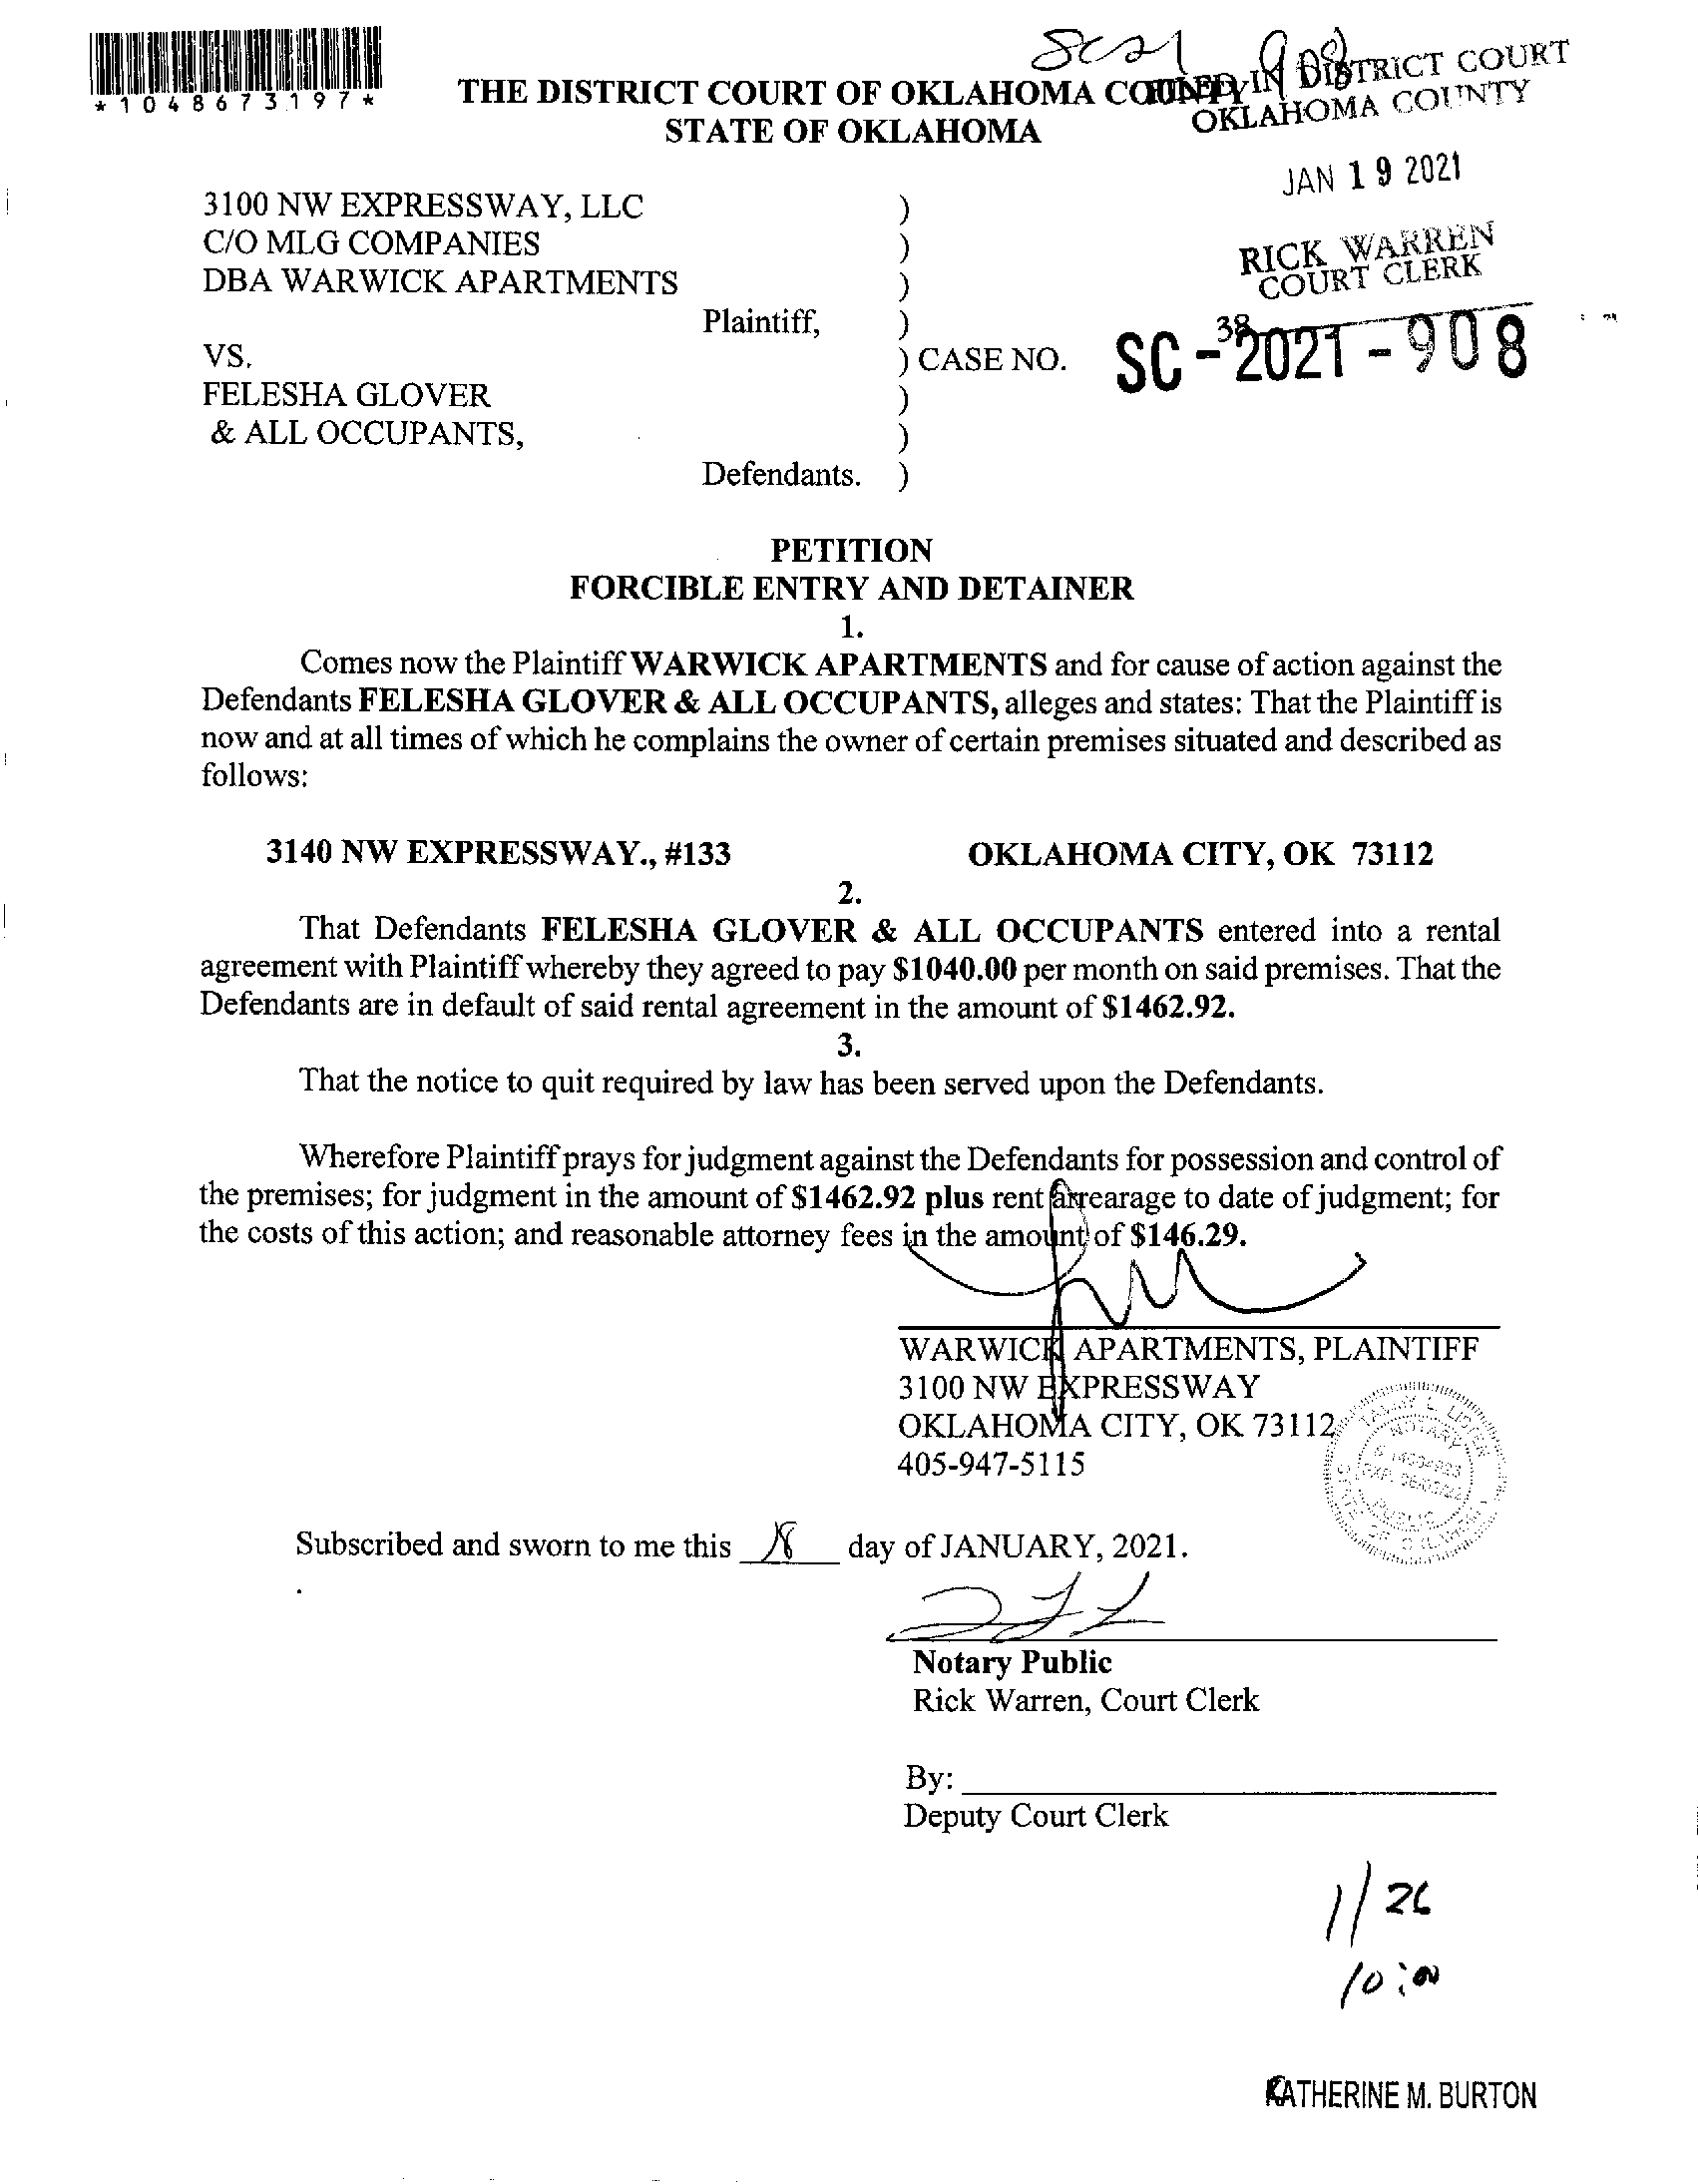 SC21 908
*1048673197*
THE DISTRICT COURT OF OKLAHOMA COUNTY
STATE OF OKLAHOMA
FILED IN DISTRICT COURT
OKLAHOMA COUNTY
JAN 19 2021
RICK WARREN
COURT CLERK
38
3100 NW EXPRESSWAY, LLC )
C/O MLG COMPANIES )
DBA WARWICK APARTMENTS )
Plaintiff, )
VS. ) CASE NO. SC-2021-908
FELESHA GLOVER )
& ALL OCCUPANTS, )
Defendants. )
PETITION
FORCIBLE ENTRY AND DETAINER
1.
Comes now the Plaintiff WARWICK APARTMENTS and for cause of action against the
Defendants FELESHA GLOVER & ALL OCCUPANTS, alleges and states: That the Plaintiff is
now and at all times of which he complains the owner of certain premises situated and described as
follows:
3140 NW EXPRESSWAY., #133 OKLAHOMA CITY, OK 73112
2.
That Defendants FELESHA GLOVER & ALL OCCUPANTS entered into a rental
agreement with Plaintiff whereby they agreed to pay $1040.00 per month on said premises. That the
Defendants are in default of said rental agreement in the amount of $1462.92.
3.
That the notice to quit required by law has been served upon the Defendants.
Wherefore Plaintiff prays for judgment against the Defendants for possession and control of
the premises; for judgment in the amount of $1462.92 plus rent arrearage to date of judgment; for
the costs of this action; and reasonable attorney fees in the amount of $146.29.
WARWICK APARTMENTS, PLAINTIFF
3100 NW EXPRESSWAY
OKLAHOMA CITY, OK 73112
405-947-5115
NOTARY
PUBLIC
STATE OF
Subscribed and sworn to me this 18 day of JANUARY, 2021.
Notary Public
Rick Warren, Court Clerk
By:
Deputy Court Clerk
1/26
10:00
KATHERINE M. BURTON